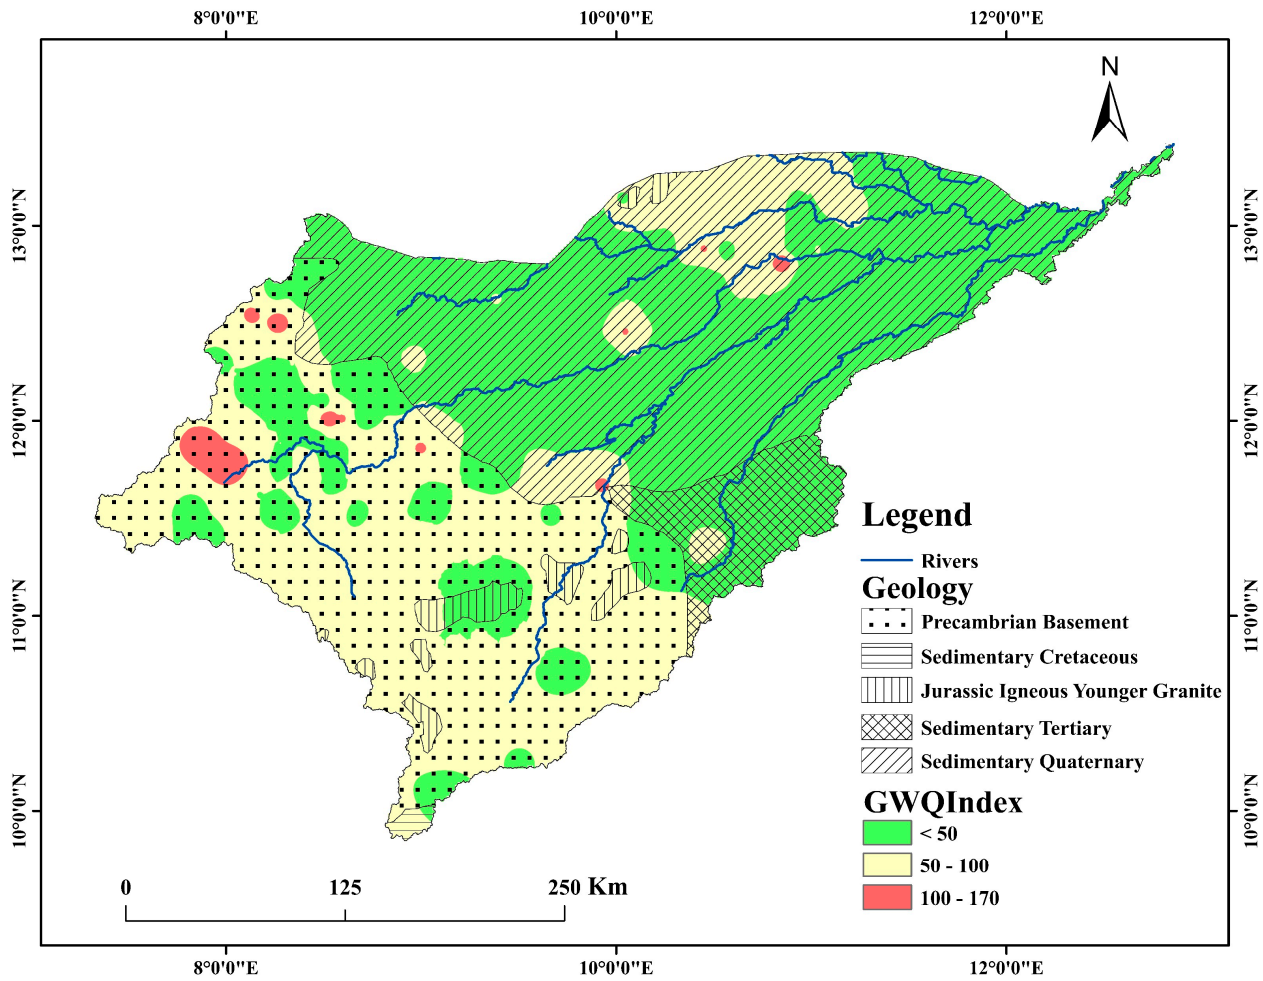 8°0'0"E 10°0'0"E 12°0'0"E
N
13°0'0"N 13°0'0"N
12°0'0"N 12°0'0"N
11°0'0"N 11°0'0"N
10°0'0"N 10°0'0"N
Legend
Rivers
Geology
Precambrian Basement
Sedimentary Cretaceous
Jurassic Igneous Younger Granite
Sedimentary Tertiary
Sedimentary Quaternary
GWQIndex
< 50
50 - 100
100 - 170
0 125 250 Km
8°0'0"E 10°0'0"E 12°0'0"E